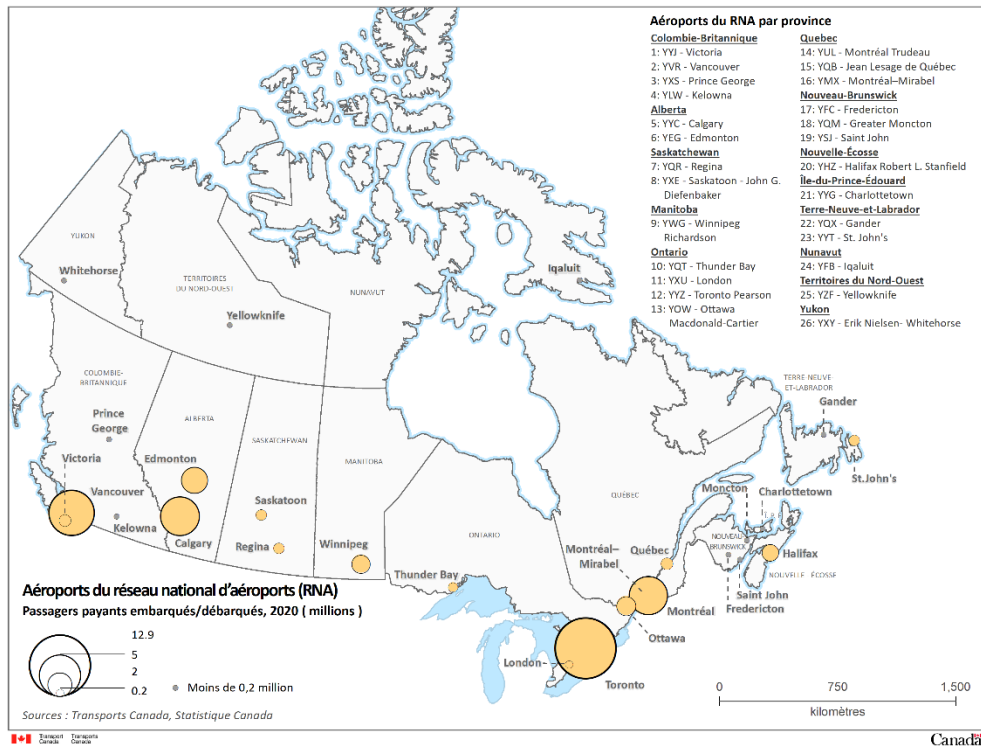 Aéroports du RNA par province
Colombie-Britannique
1: YYJ - Victoria
2: YVR - Vancouver
3: YXS - Prince George
4: YLW - Kelowna
Alberta
5: YYC - Calgary
6: YEG - Edmonton
Saskatchewan
7: YQR - Regina
8: YXE - Saskatoon - John G.
Diefenbaker
Manitoba
9: YWG - Winnipeg
Richardson
Ontario
10: YQT - Thunder Bay
11: YXU - London
12: YYZ - Toronto Pearson
13: YOW - Ottawa
Macdonald-Cartier
Quebec
14: YUL - Montréal Trudeau
15: YQB - Jean Lesage de Québec
16: YMX - Montréal–Mirabel
Nouveau-Brunswick
17: YFC - Fredericton
18: YQM - Greater Moncton
19: YSJ - Saint John
Nouvelle-Écosse
20: YHZ - Halifax Robert L. Stanfield
Île-du-Prince-Édouard
21: YYG - Charlottetown
Terre-Neuve-et-Labrador
22: YQX - Gander
23: YYT - St. John's
Nunavut
24: YFB - Iqaluit
Territoires du Nord-Ouest
25: YZF - Yellowknife
Yukon
26: YXY - Erik Nielsen- Whitehorse
YUKON
Whitehorse
TERRITOIRES
DU NORD-OUEST
NUNAVUT
Iqaluit
Yellowknife
COLOMBIE-
BRITANNIQUE
Prince
George
Victoria
Vancouver
Kelowna
ALBERTA
Edmonton
Calgary
SASKATCHEWAN
Saskatoon
Regina
MANITOBA
Winnipeg
ONTARIO
Thunder Bay
London
Toronto
Ottawa
QUÉBEC
Montréal–
Mirabel
Québec
Montréal
TERRE-NEUVE-
ET-LABRADOR
Gander
St.John's
Moncton
Charlottetown
NOUVEAU
BRUNSWICK
Halifax
NOUVELLE ÉCOSSE
Saint John
Fredericton
Aéroports du réseau national d'aéroports (RNA)
Passagers payants embarqués/débarqués, 2020 ( millions )
12.9
5
2
0.2
Moins de 0,2 million
Sources : Transports Canada, Statistique Canada
0 750 1,500
kilomètres
Transport
Canada
Transports
Canada
Canada